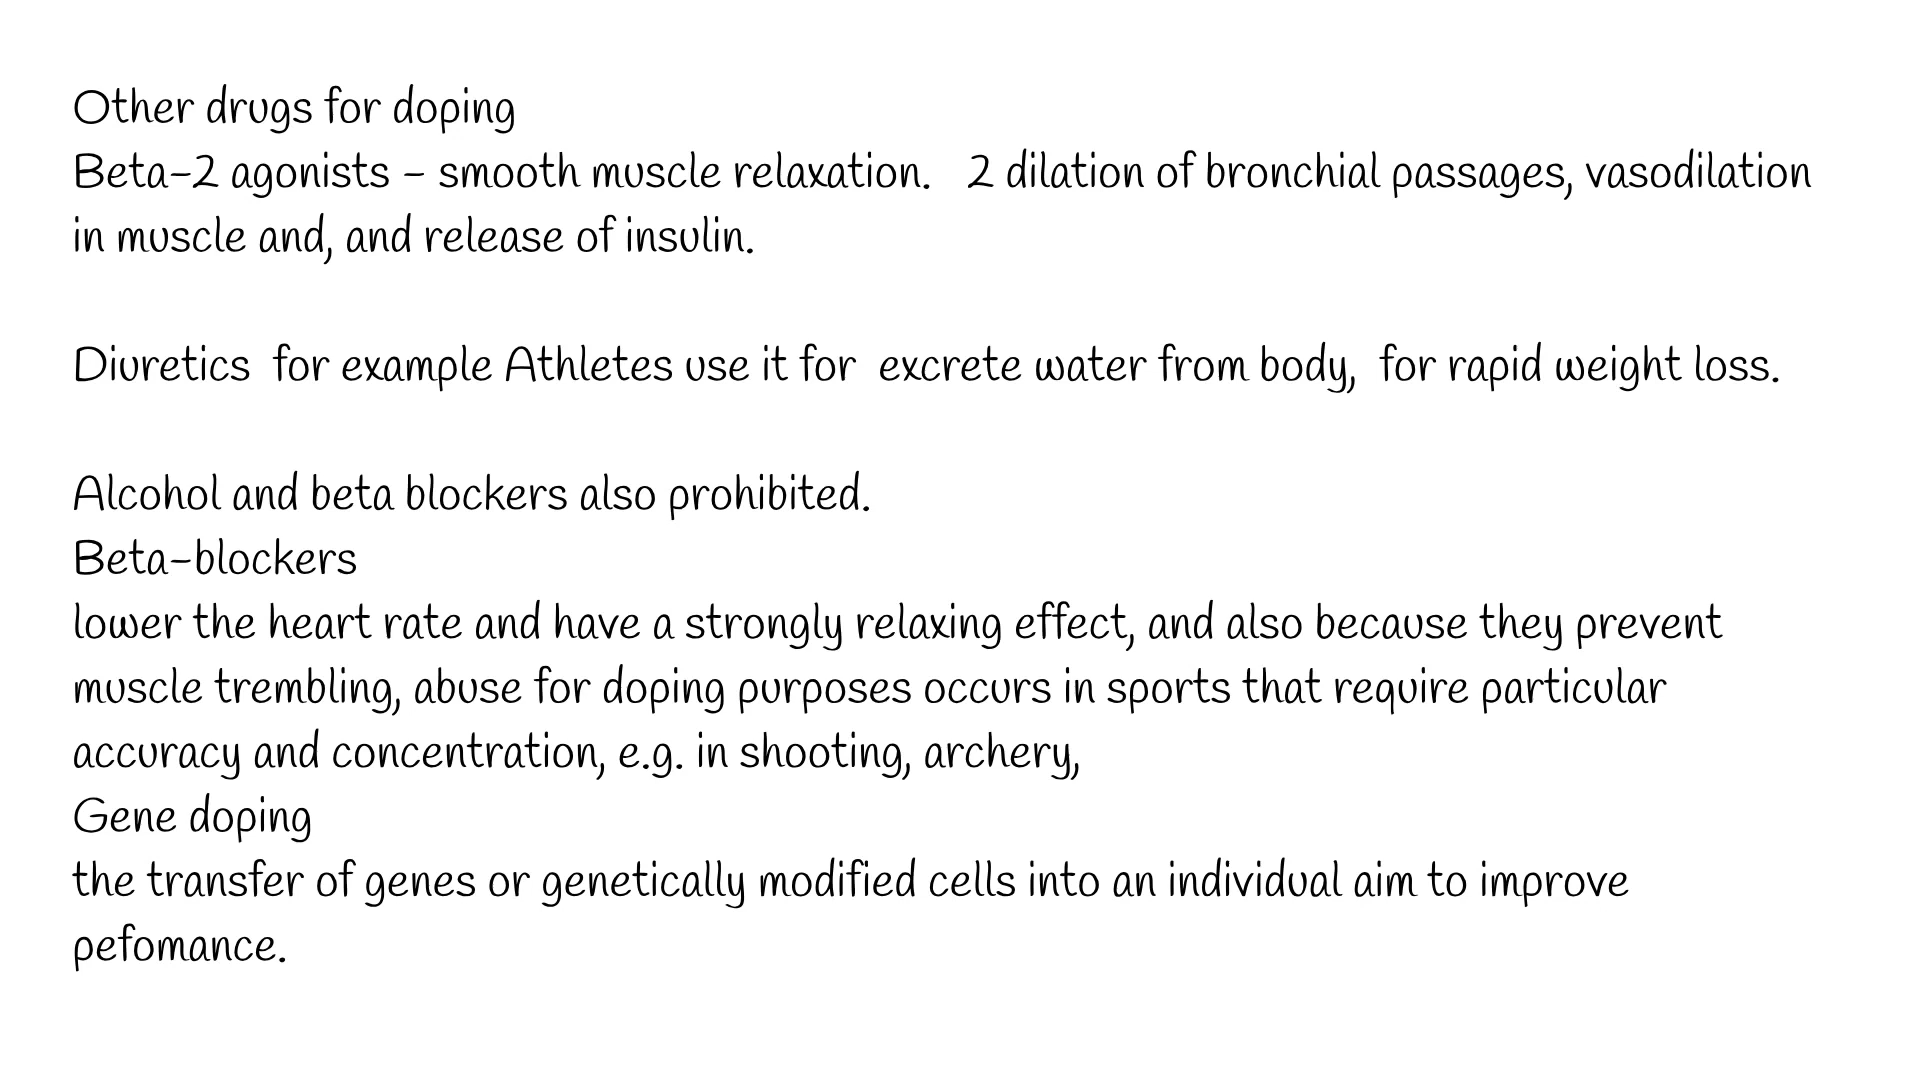 Other drugs for doping
Beta-2 agonists - smooth muscle relaxation.   2 dilation of bronchial passages, vasodilation
in muscle and, and release of insulin.
Diuretics  for example Athletes use it for  excrete water from body,  for rapid weight loss.
Alcohol and beta blockers also prohibited.
Beta-blockers
lower the heart rate and have a strongly relaxing effect, and also because they prevent
muscle trembling, abuse for doping purposes occurs in sports that require particular
accuracy and concentration, e.g. in shooting, archery,
Gene doping
the transfer of genes or genetically modified cells into an individual aim to improve
pefomance.